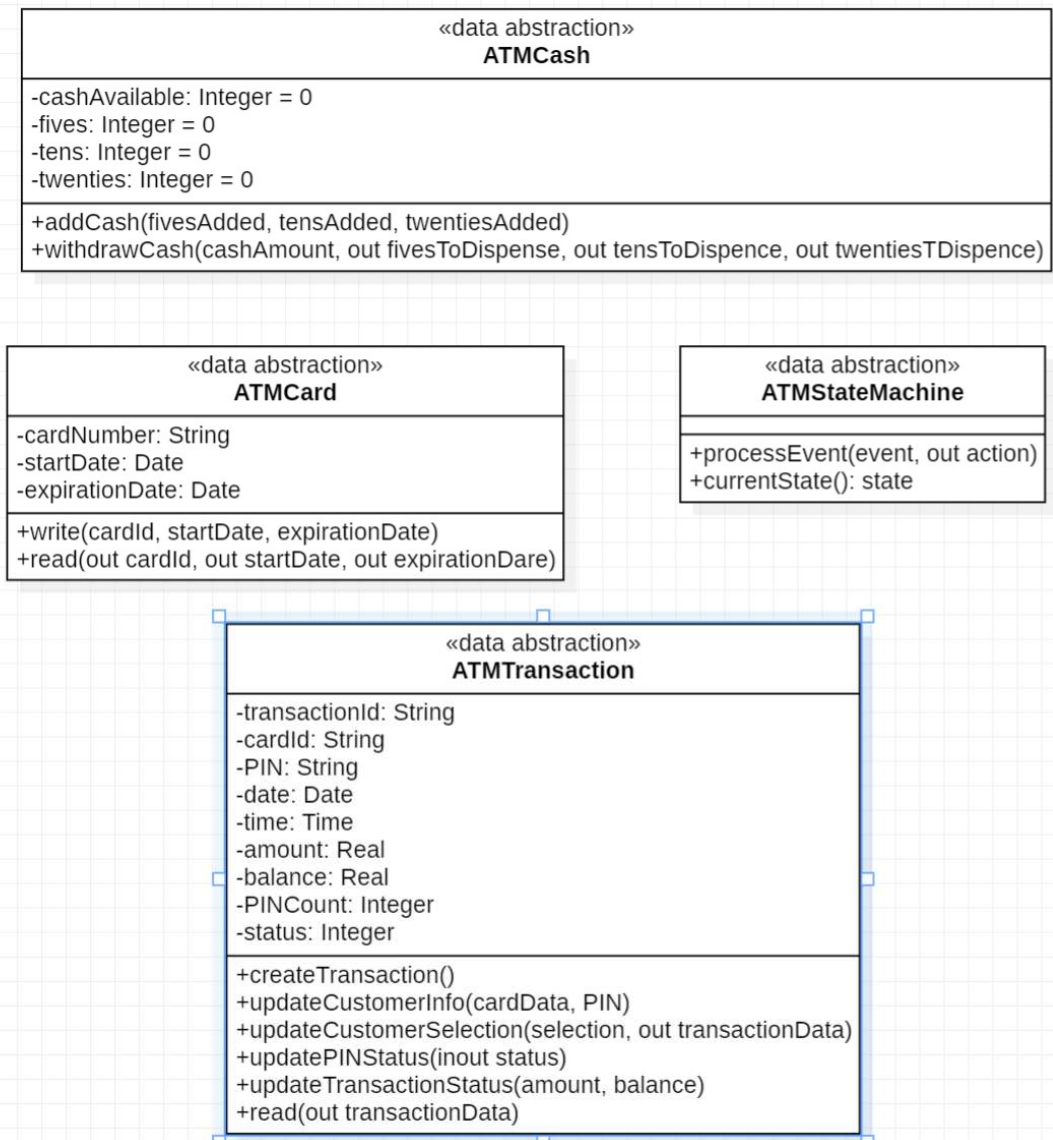 «data abstraction»
ATMCash
-cashAvailable: Integer = 0
-fives: Integer = 0
-tens: Integer = 0
-twenties: Integer = 0
+addCash(fivesAdded, tensAdded, twentiesAdded)
+withdrawCash(cashAmount, out fivesToDispense, out tensToDispence, out twentiesTDispence)
«data abstraction»
ATMCard
-cardNumber: String
-startDate: Date
-expirationDate: Date
+write(cardId, startDate, expirationDate)
+read(out cardId, out startDate, out expirationDare)
«data abstraction»
ATMStateMachine
+processEvent(event, out action)
+currentState(): state
«data abstraction»
ATMTransaction
-transactionId: String
-cardId: String
-PIN: String
-date: Date
-time: Time
-amount: Real
-balance: Real
-PINCount: Integer
-status: Integer
+createTransaction()
+updateCustomerInfo(cardData, PIN)
+updateCustomerSelection(selection, out transactionData)
+updatePINStatus(inout status)
+updateTransactionStatus(amount, balance)
+read(out transactionData)